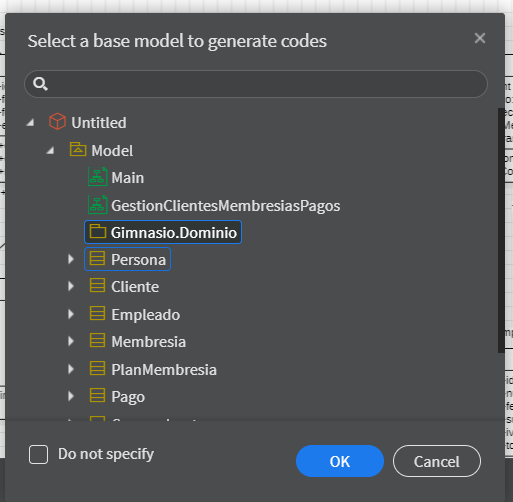 Select a base model to generate codes
Untitled
Model
Main
GestionClientesMembresiasPagos
Gimnasio.Dominio
Persona
Cliente
Empleado
Membresia
PlanMembresia
Pago
Do not specify
OK
Cancel